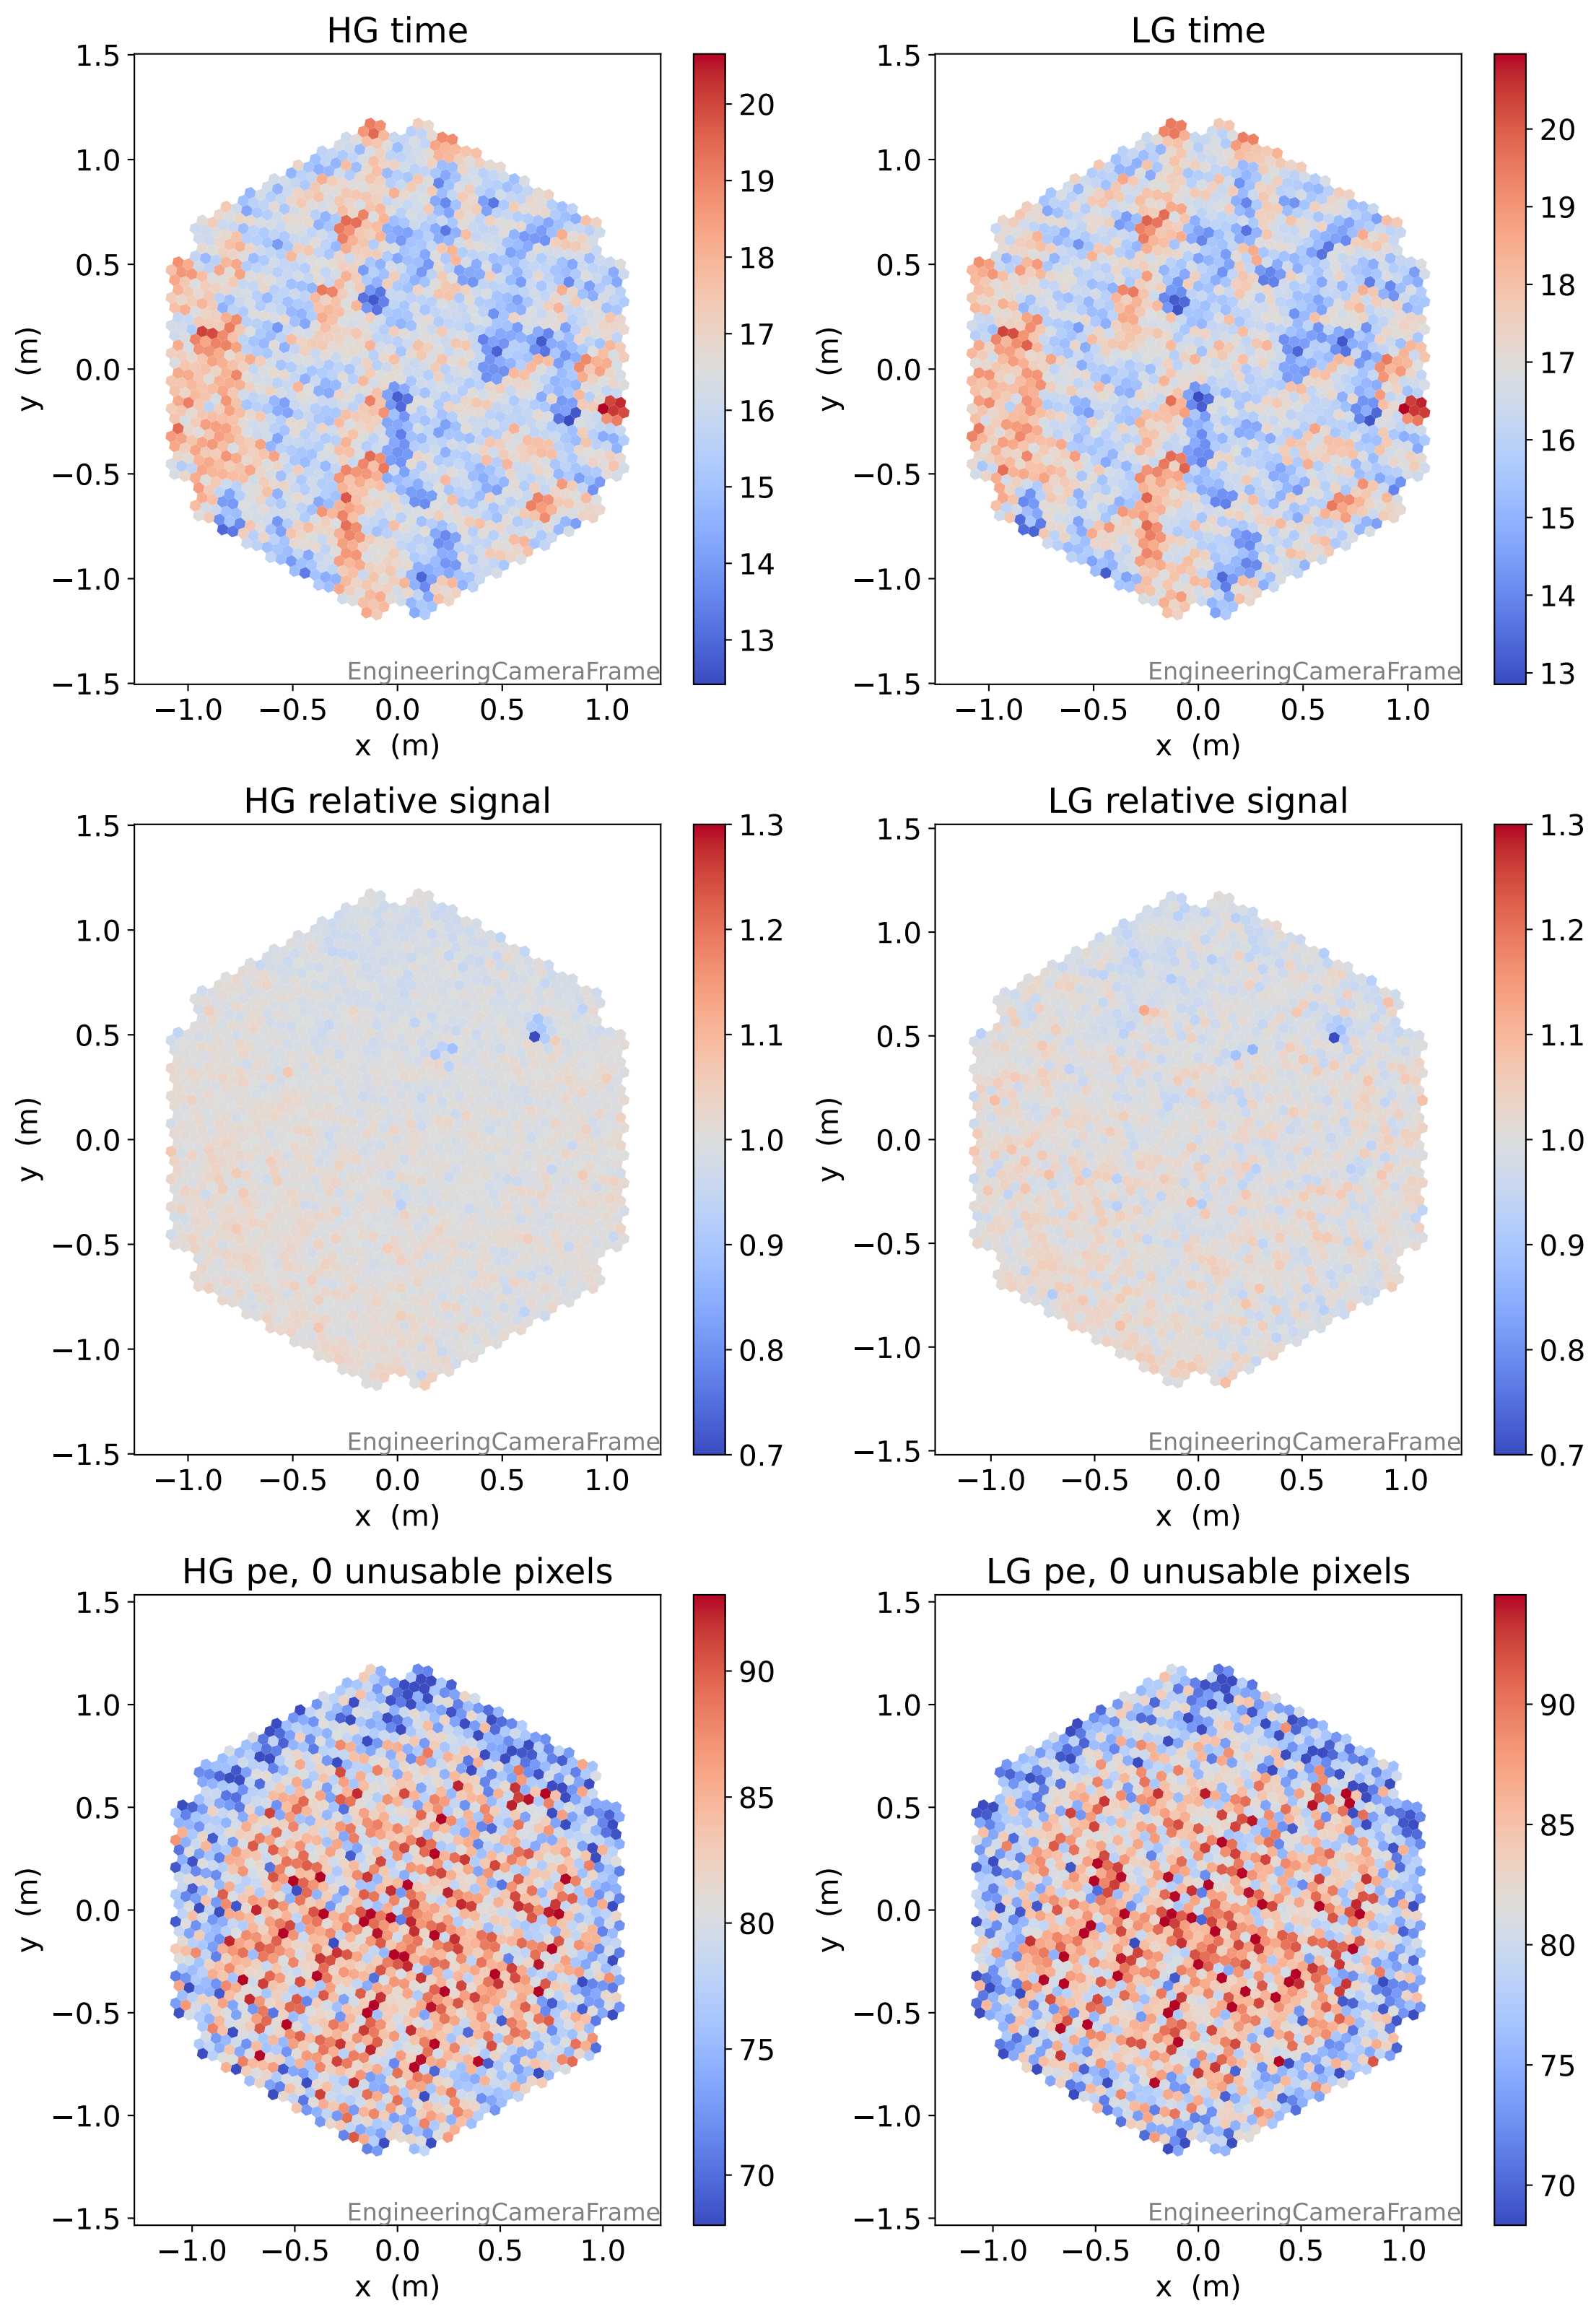 HG time
1.5
1.0
0.5
0.0
−0.5
−1.0
−1.5
y (m)
−1.0 −0.5 0.0 0.5 1.0
x (m)
EngineeringCameraFrame
20
19
18
17
16
15
14
13
LG time
1.5
1.0
0.5
0.0
−0.5
−1.0
−1.5
y (m)
−1.0 −0.5 0.0 0.5 1.0
x (m)
EngineeringCameraFrame
20
19
18
17
16
15
14
13
HG relative signal
1.5
1.0
0.5
0.0
−0.5
−1.0
−1.5
y (m)
−1.0 −0.5 0.0 0.5 1.0
x (m)
EngineeringCameraFrame
1.3
1.2
1.1
1.0
0.9
0.8
0.7
LG relative signal
1.5
1.0
0.5
0.0
−0.5
−1.0
−1.5
y (m)
−1.0 −0.5 0.0 0.5 1.0
x (m)
EngineeringCameraFrame
1.3
1.2
1.1
1.0
0.9
0.8
0.7
HG pe, 0 unusable pixels
1.5
1.0
0.5
0.0
−0.5
−1.0
−1.5
y (m)
−1.0 −0.5 0.0 0.5 1.0
x (m)
EngineeringCameraFrame
90
85
80
75
70
LG pe, 0 unusable pixels
1.5
1.0
0.5
0.0
−0.5
−1.0
−1.5
y (m)
−1.0 −0.5 0.0 0.5 1.0
x (m)
EngineeringCameraFrame
90
85
80
75
70